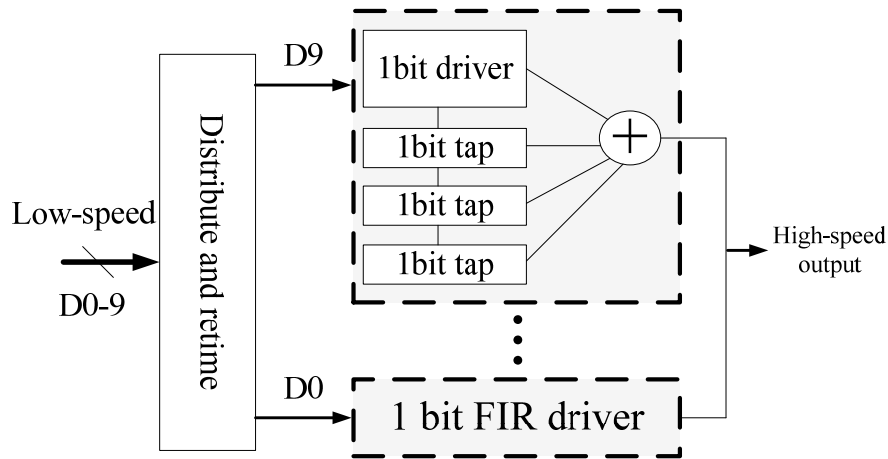 Low-speed
D0-9
Distribute and retime
D9
D0
1bit driver
1bit tap
1bit tap
1bit tap
+
1 bit FIR driver
High-speed
output